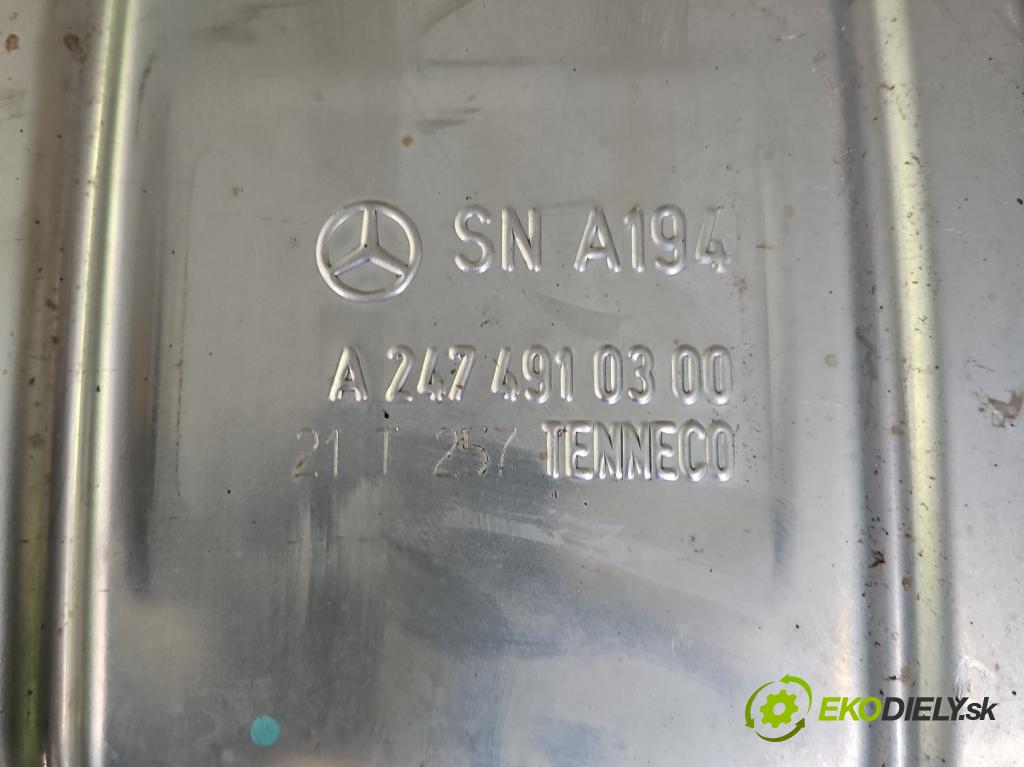 SN A194
A 247 491 03 00
21 T 257 TENNECO
EKODIELY.sk